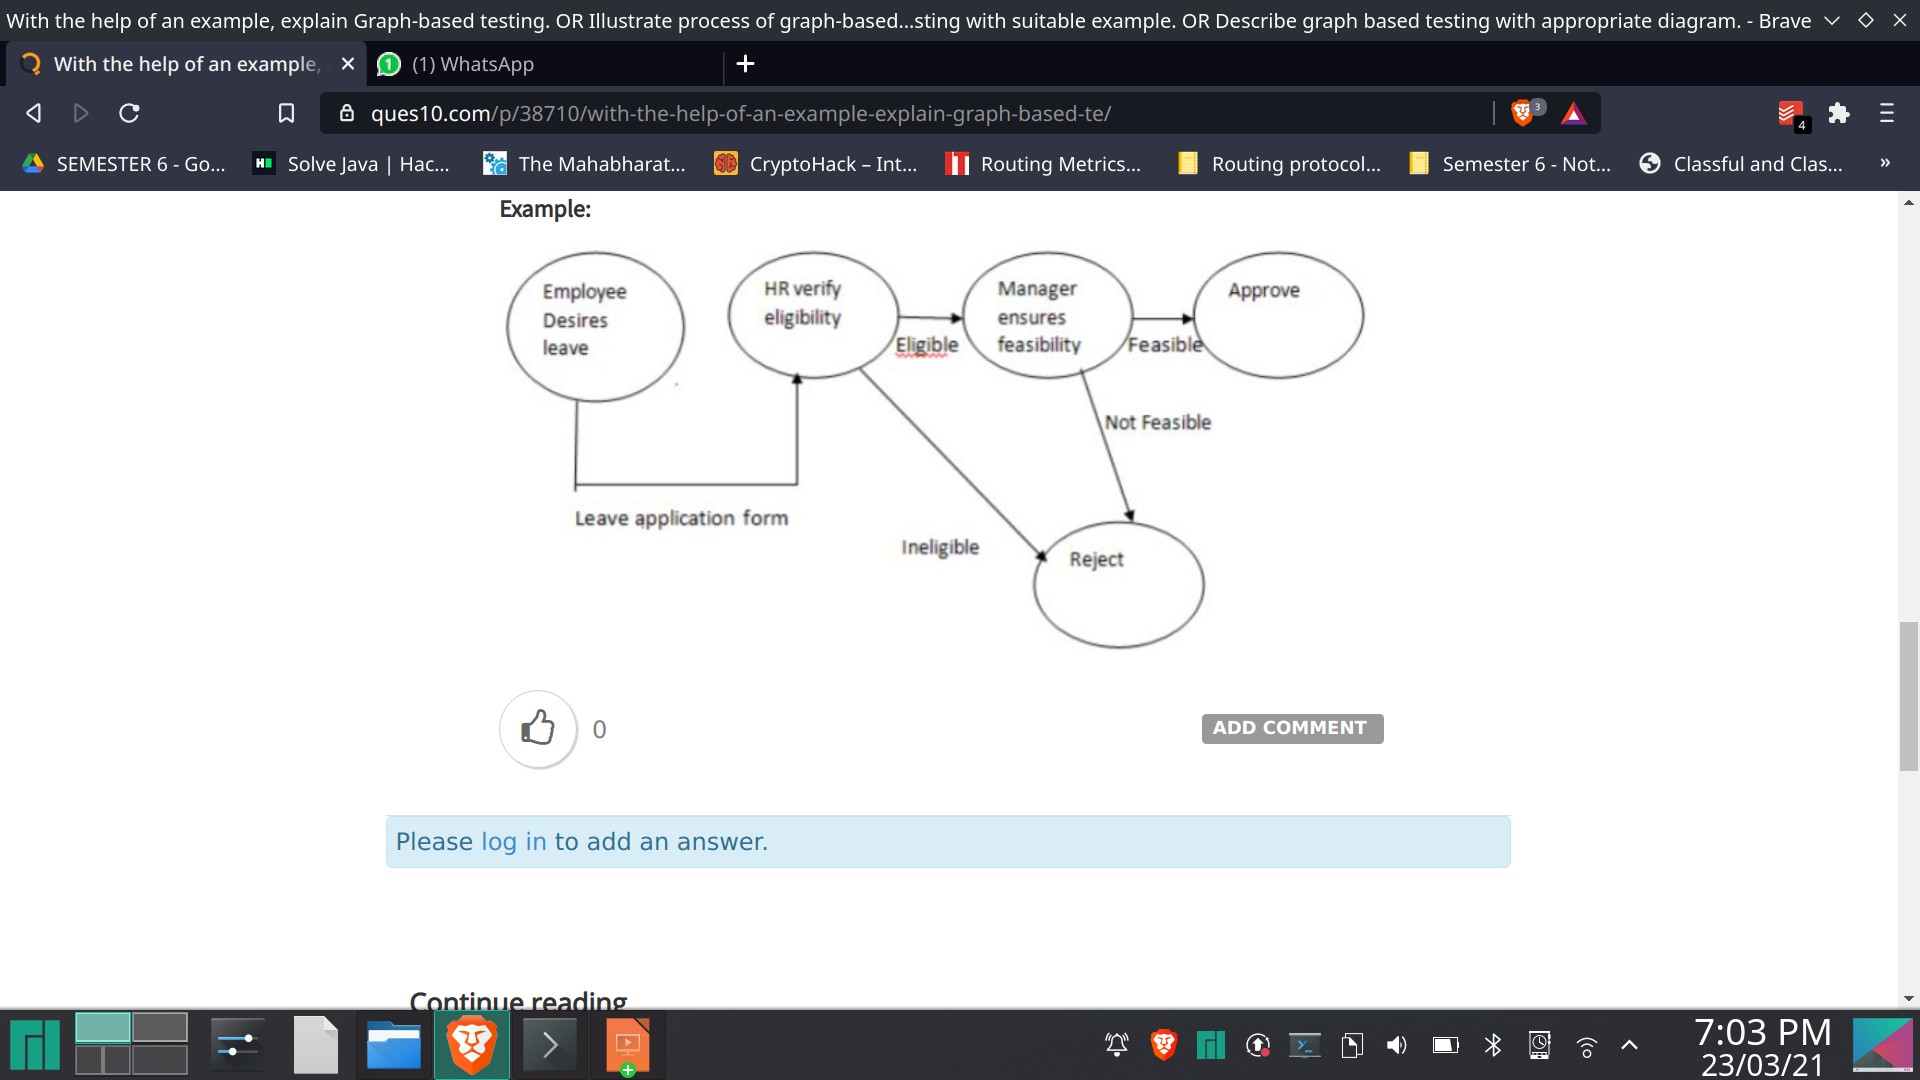 With the help of an example, explain Graph-based testing. OR Illustrate process of graph-based...sting with suitable example. OR Describe graph based testing with appropriate diagram. - Brave
With the help of an example,
(1) WhatsApp
ques10.com/p/38710/with-the-help-of-an-example-explain-graph-based-te/
3
4
SEMESTER 6 - Go...
Solve Java | Hac...
The Mahabharat...
CryptoHack – Int...
Routing Metrics...
Routing protocol...
Semester 6 - Not...
Classful and Clas...
»
Example:
Employee
Desires
leave
HR verify
eligibility
Eligible
Manager
ensures
feasibility
Feasible
Approve
Not Feasible
Leave application form
Ineligible
Reject
0
ADD COMMENT
Please log in to add an answer.
Continue reading
7:03 PM
23/03/21